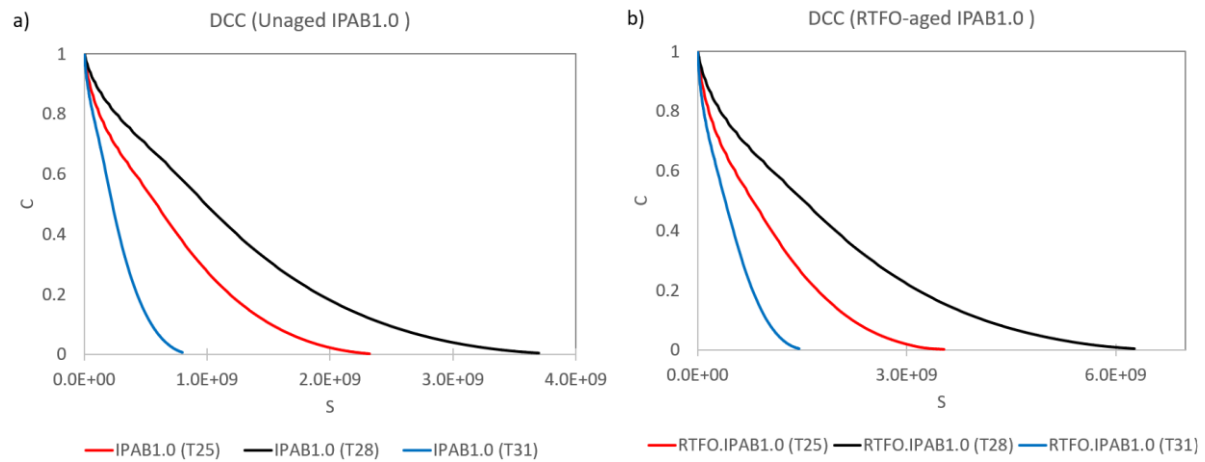 a)
DCC (Unaged IPAB1.0 )
1
0.8
0.6
C
0.4
0.2
0
0.0E+00 1.0E+09 2.0E+09 3.0E+09 4.0E+09
S
IPAB1.0 (T25) IPAB1.0 (T28) IPAB1.0 (T31)
b)
DCC (RTFO-aged IPAB1.0 )
1
0.8
0.6
C
0.4
0.2
0
0.0E+00 3.0E+09 6.0E+09
S
RTFO.IPAB1.0 (T25) RTFO.IPAB1.0 (T28) RTFO.IPAB1.0 (T31)